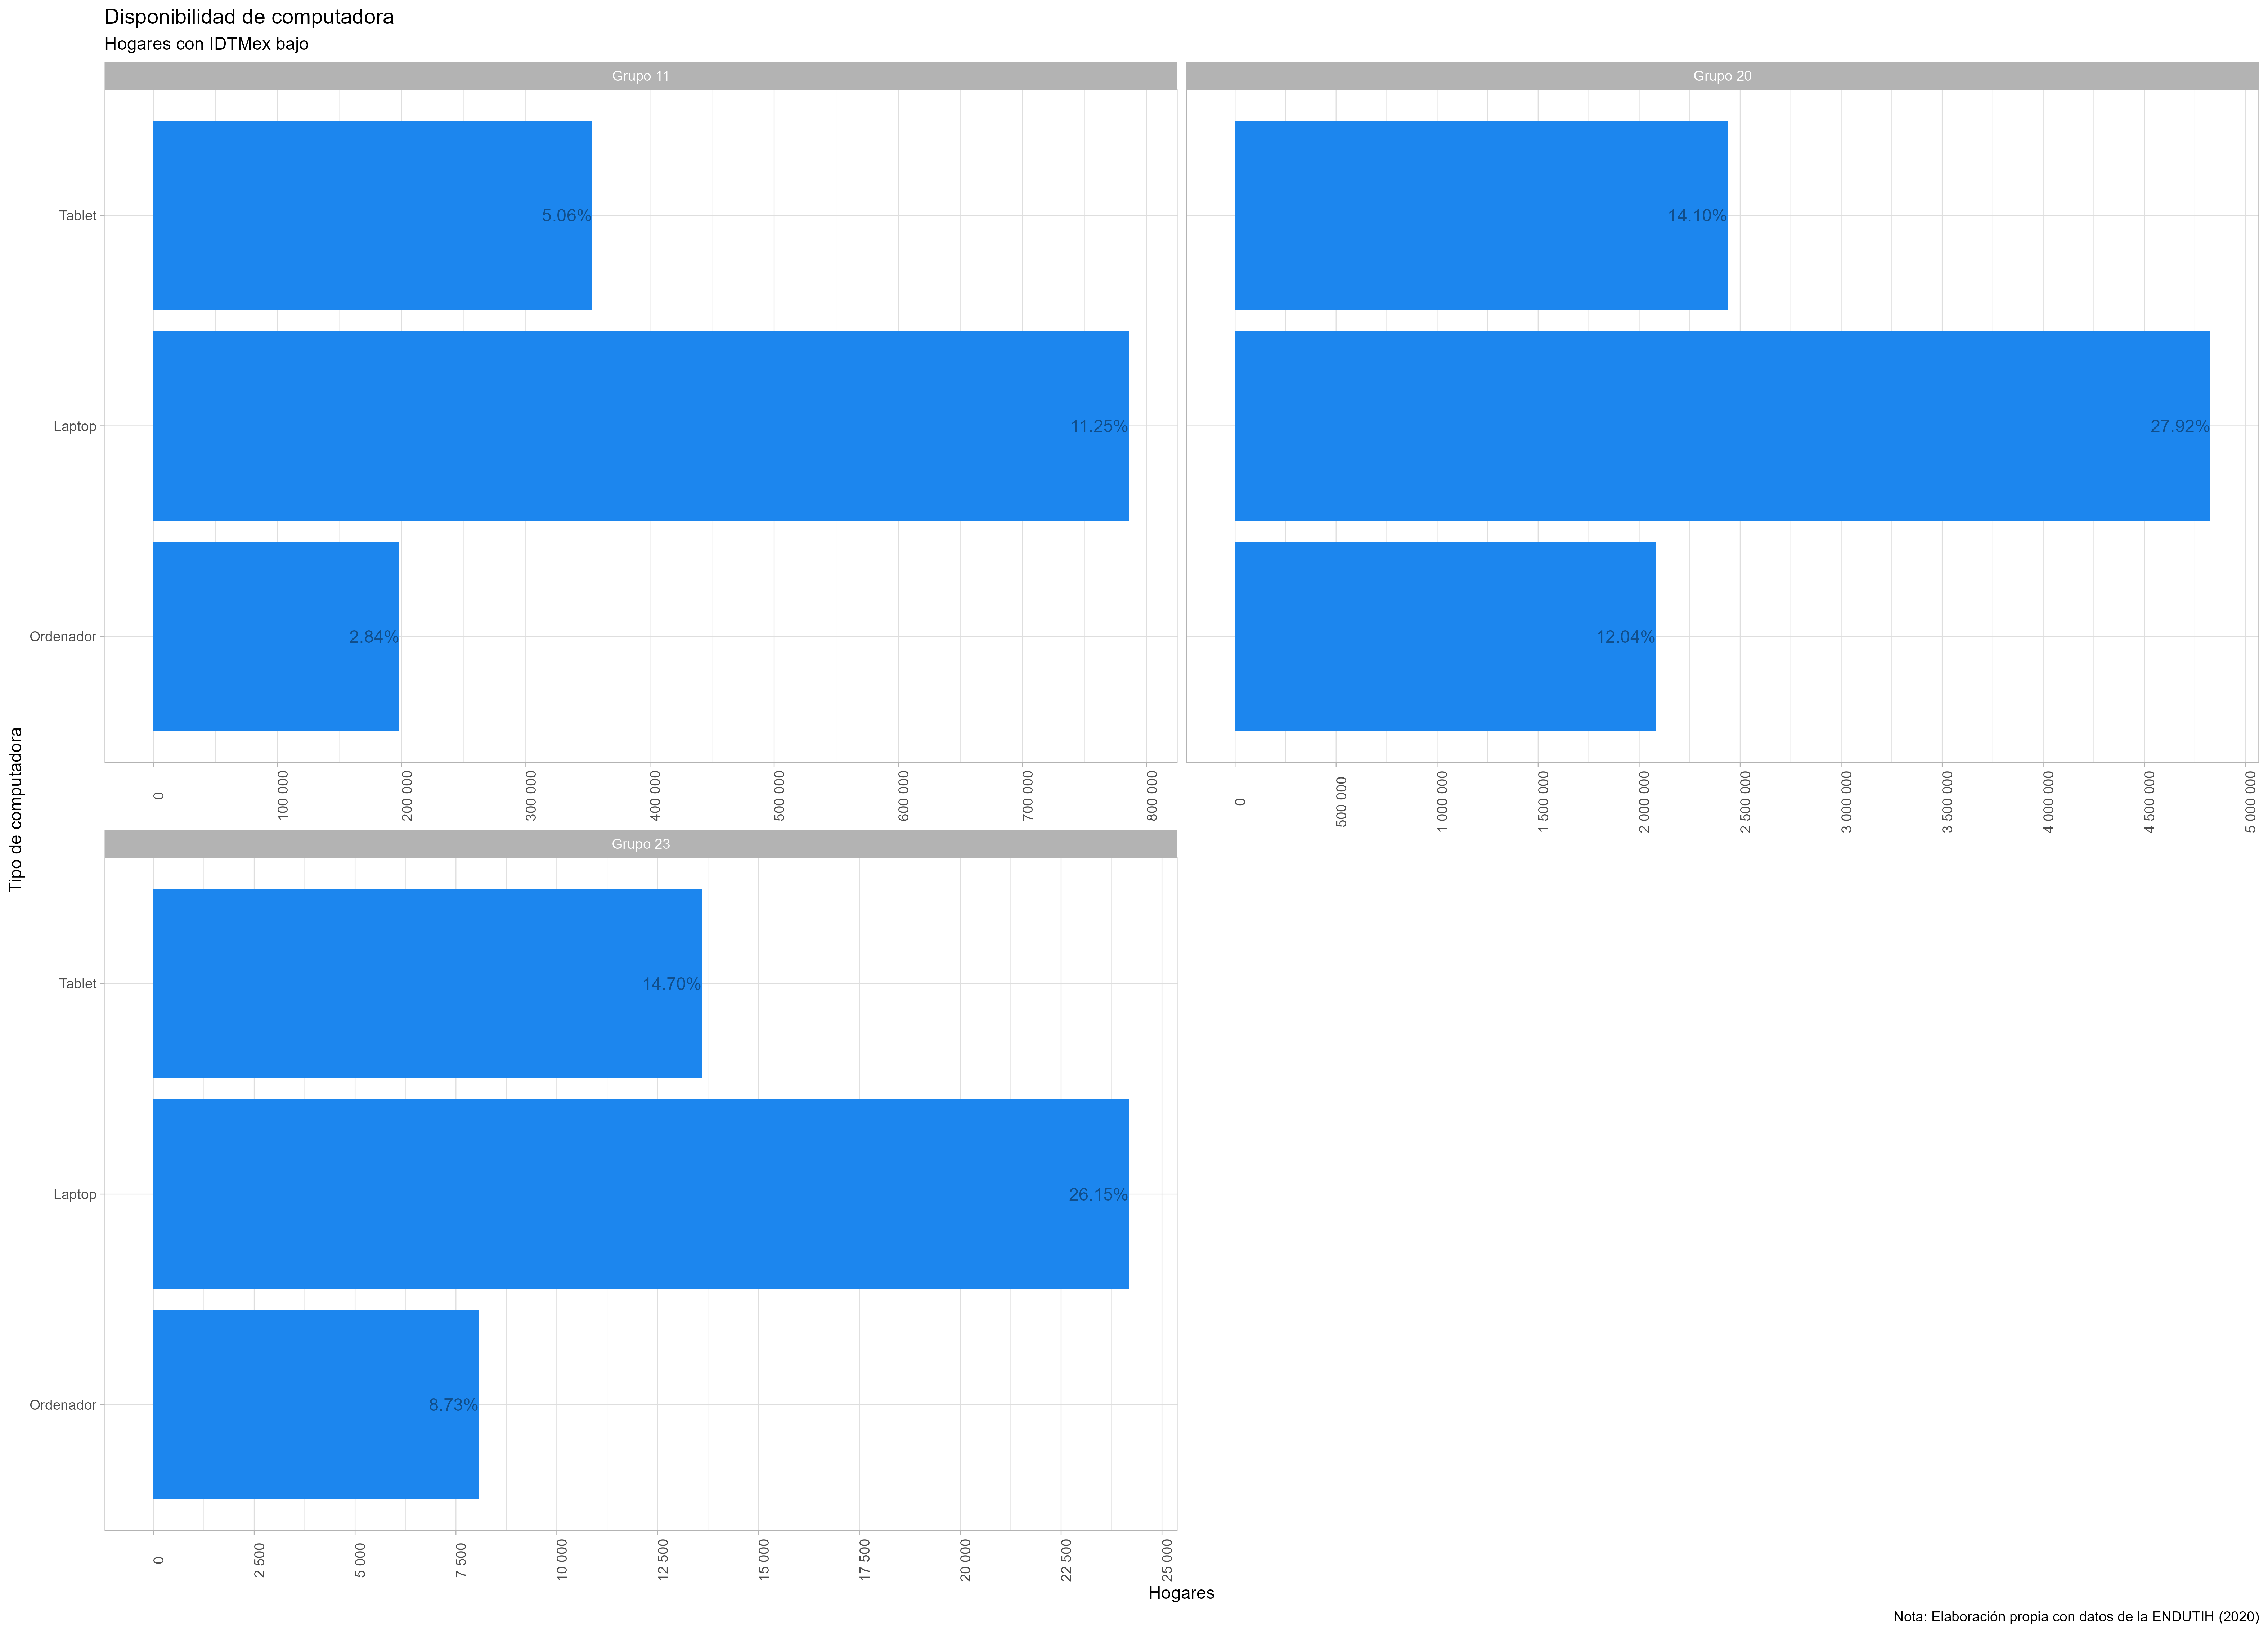 Disponibilidad de computadora
Hogares con IDTMex bajo
Grupo 11
Tablet
5.06%
Laptop
11.25%
Ordenador
2.84%
0
100 000
200 000
300 000
400 000
500 000
600 000
700 000
800 000
Grupo 20
14.10%
27.92%
12.04%
0
500 000
1 000 000
1 500 000
2 000 000
2 500 000
3 000 000
3 500 000
4 000 000
4 500 000
5 000 000
Tipo de computadora
Grupo 23
Tablet
14.70%
Laptop
26.15%
Ordenador
8.73%
0
2 500
5 000
7 500
10 000
12 500
15 000
17 500
20 000
22 500
25 000
Hogares
Nota: Elaboración propia con datos de la ENDUTIH (2020)